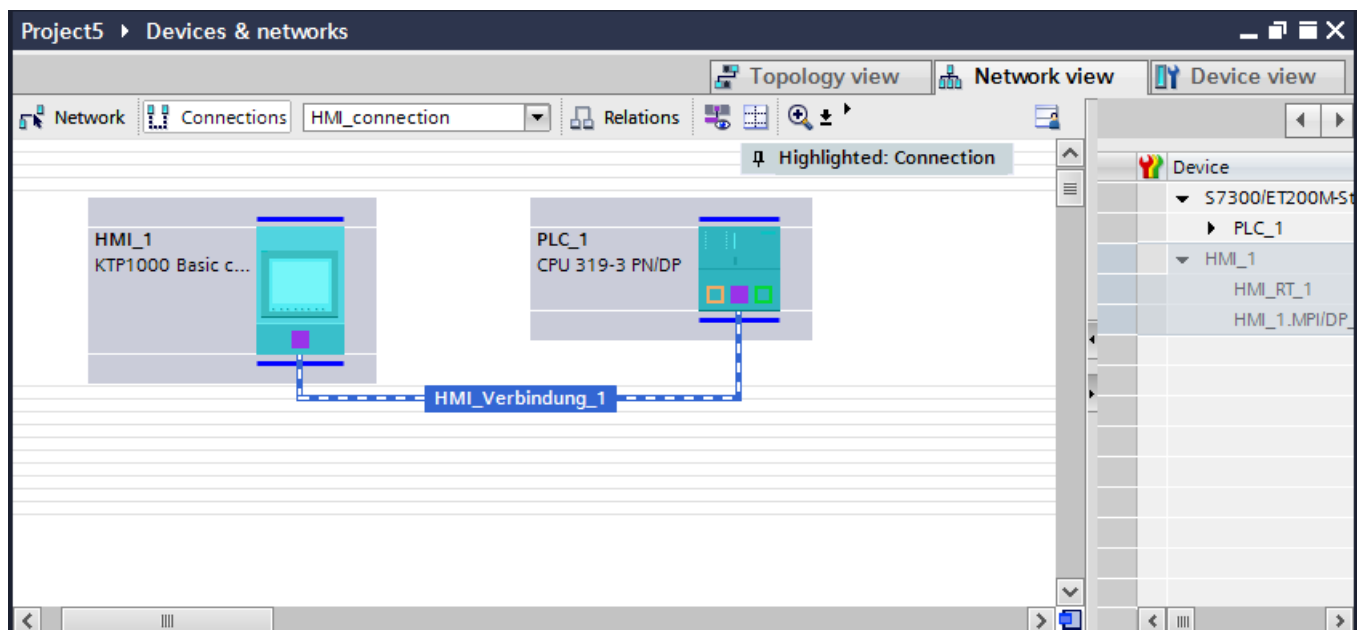 Project5 ▸ Devices & networks
Topology view Network view Device view
Network Connections HMI_connection Relations
Highlighted: Connection
HMI_1
KTP1000 Basic c...
PLC_1
CPU 319-3 PN/DP
HMI_Verbindung_1
Device
S7300/ET200M-St
PLC_1
HMI_1
HMI_RT_1
HMI_1.MPI/DP_